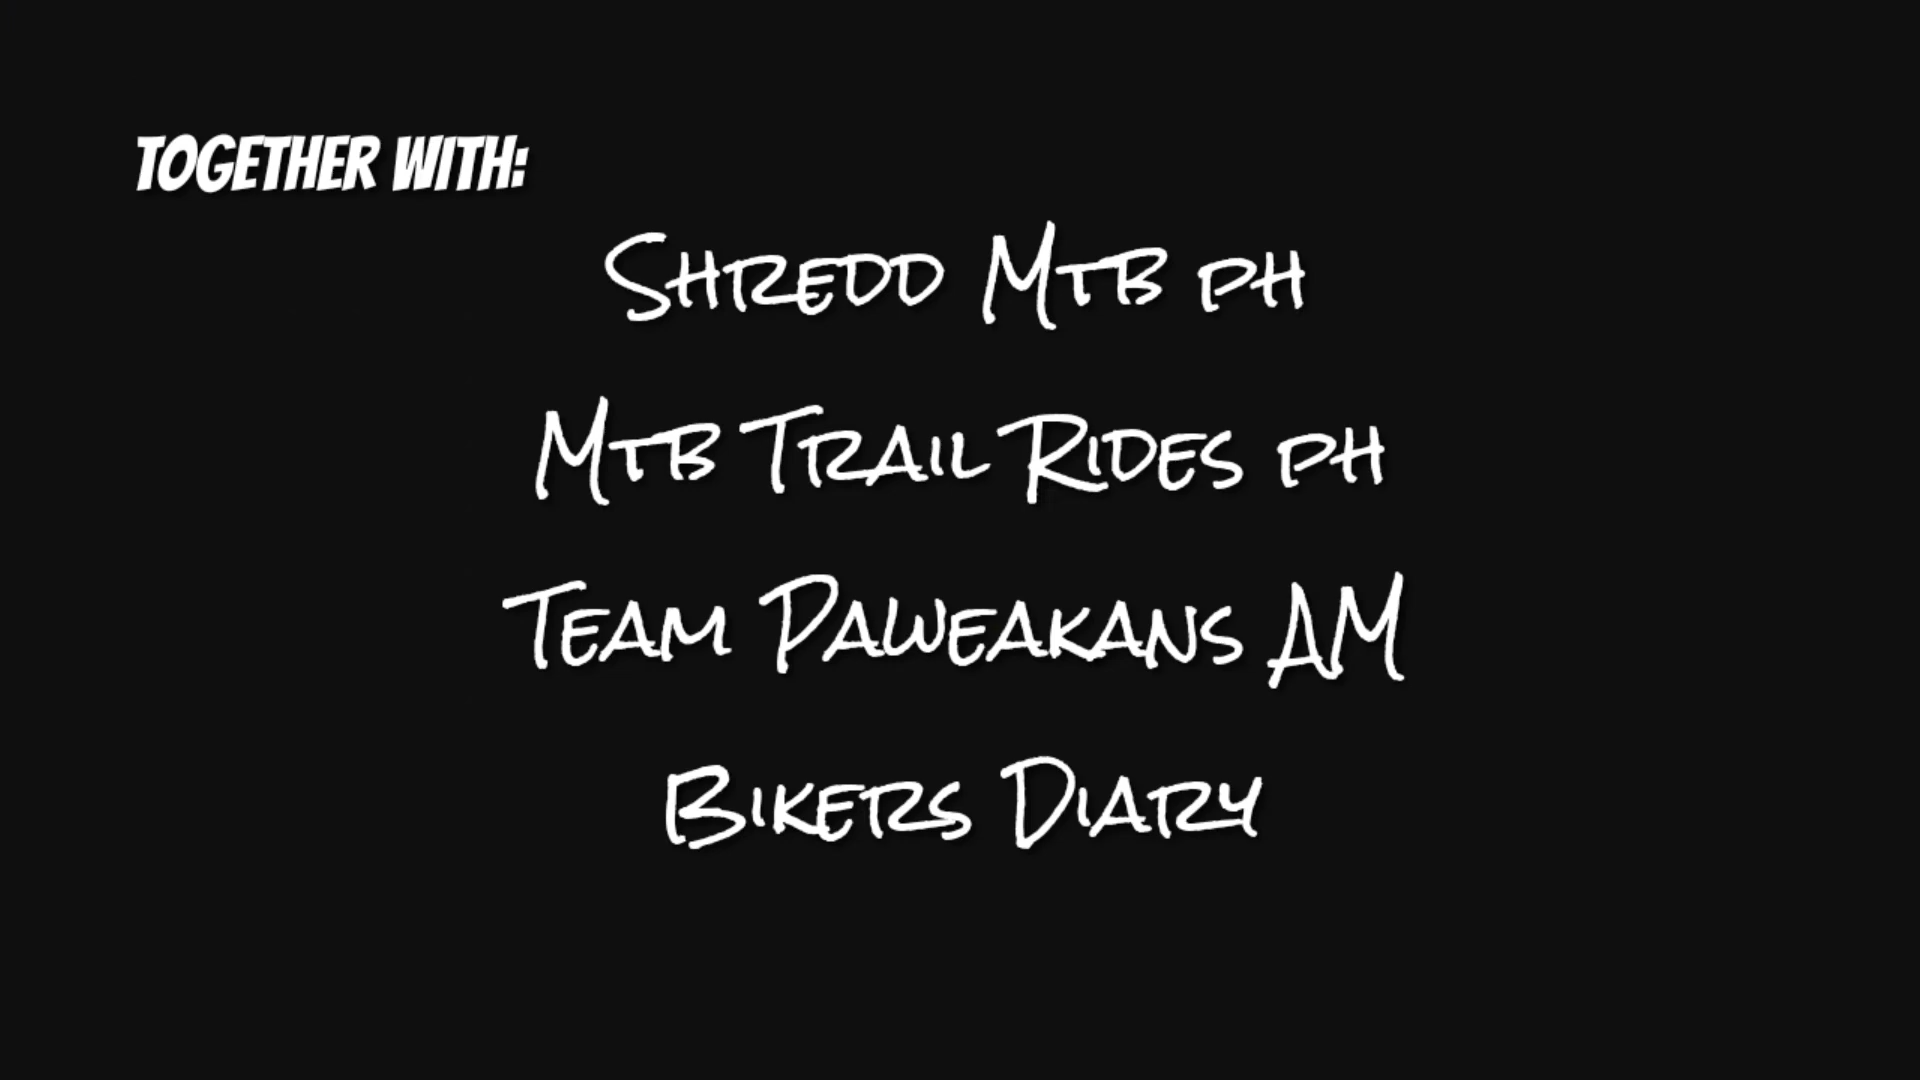 TOGETHER WITH:
Shredd Mtb ph
Mtb Trail Rides ph
Team Paweakans AM
Bikers Diary